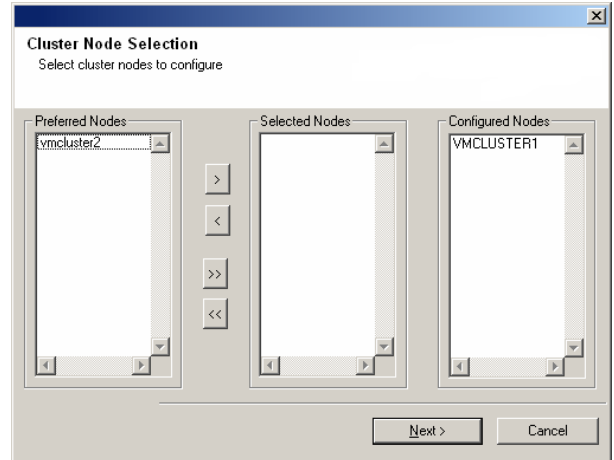 Cluster Node Selection
Select cluster nodes to configure
Preferred Nodes
Selected Nodes
Configured Nodes
vmcluster2
VMCLUSTER1
>
<
>>
<<
Next >
Cancel